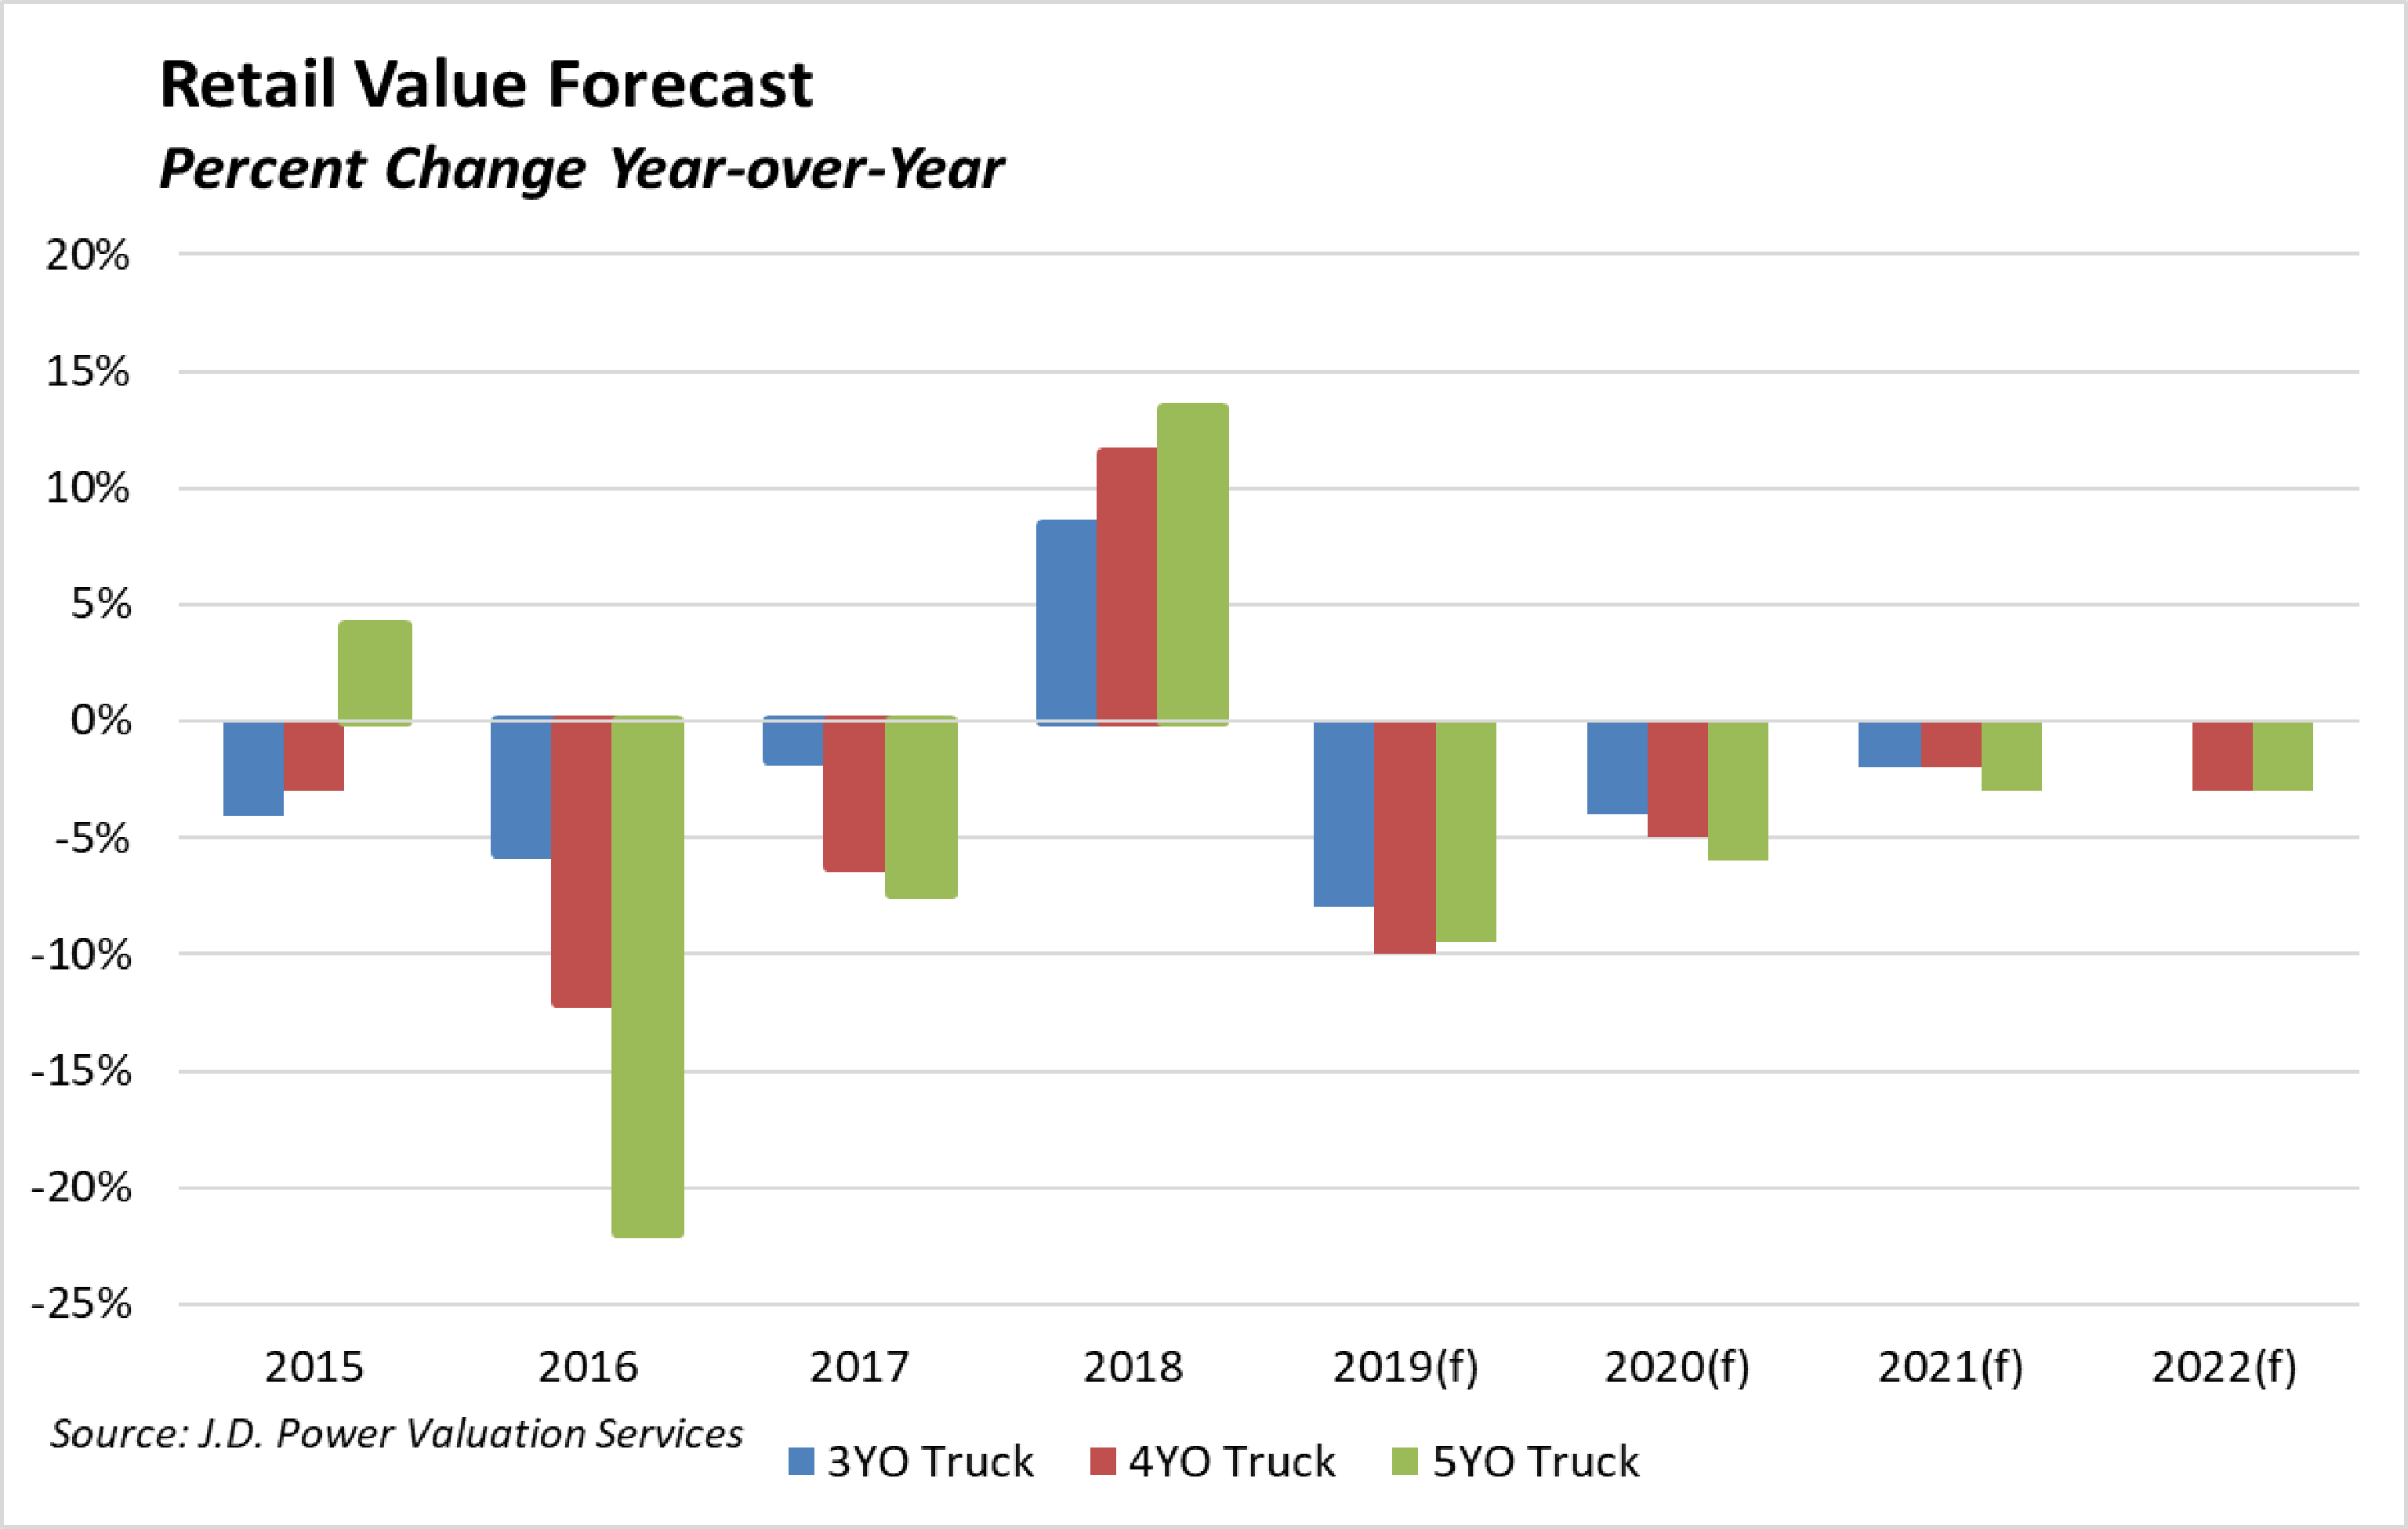 Retail Value Forecast
Percent Change Year-over-Year
20%
15%
10%
5%
0%
-5%
-10%
-15%
-20%
-25%
2015 2016 2017 2018 2019(f) 2020(f) 2021(f) 2022(f)
Source: J.D. Power Valuation Services
3YO Truck 4YO Truck 5YO Truck